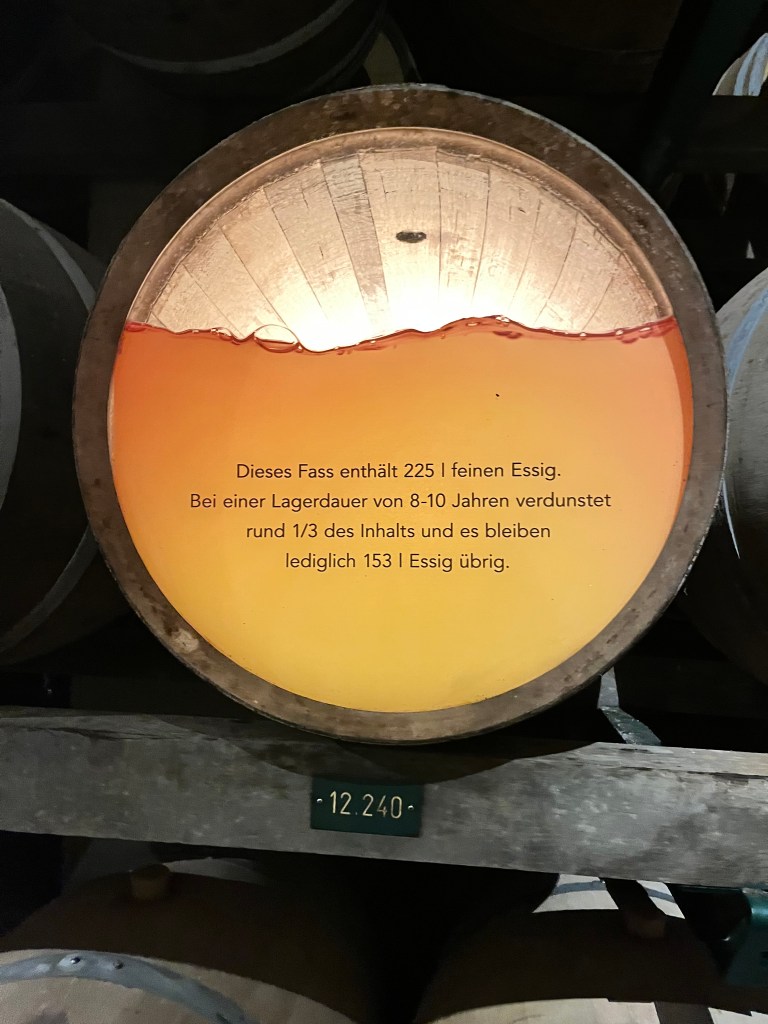 Dieses Fass enthält 225 l feinen Essig.
Bei einer Lagerdauer von 8-10 Jahren verdunstet
rund 1/3 des Inhalts und es bleiben
lediglich 153 l Essig übrig.
12.240